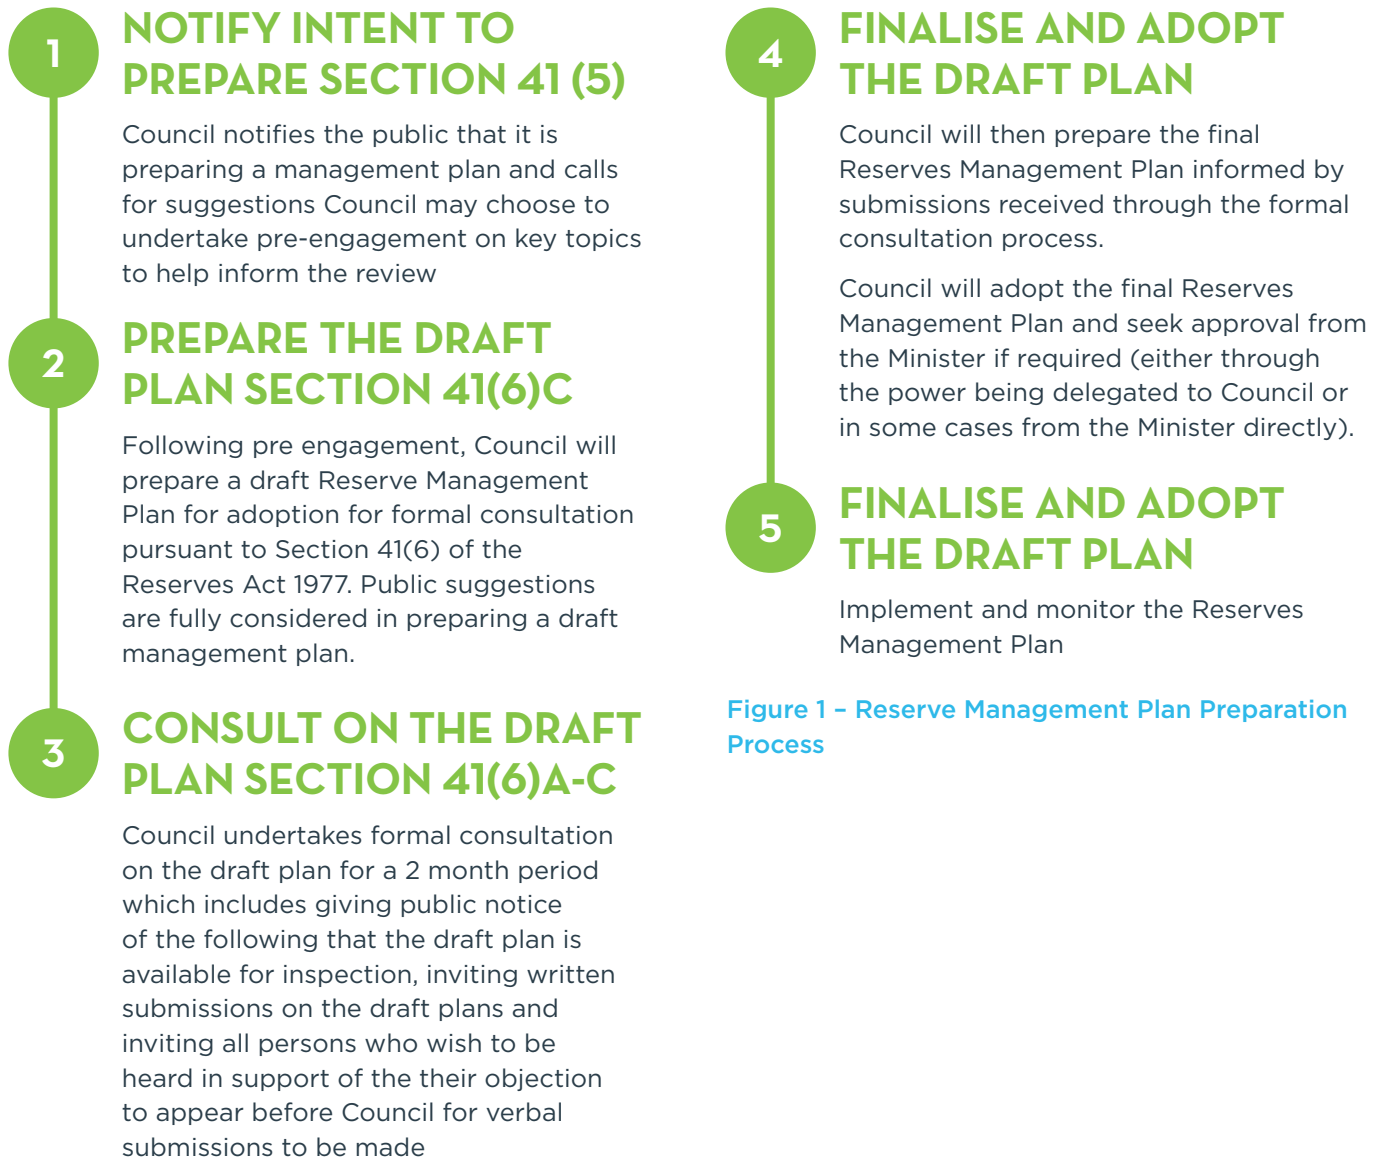 1
NOTIFY INTENT TO
PREPARE SECTION 41 (5)
Council notifies the public that it is
preparing a management plan and calls
for suggestions Council may choose to
undertake pre-engagement on key topics
to help inform the review
2
PREPARE THE DRAFT
PLAN SECTION 41(6)C
Following pre engagement, Council will
prepare a draft Reserve Management
Plan for adoption for formal consultation
pursuant to Section 41(6) of the
Reserves Act 1977. Public suggestions
are fully considered in preparing a draft
management plan.
3
CONSULT ON THE DRAFT
PLAN SECTION 41(6)A-C
Council undertakes formal consultation
on the draft plan for a 2 month period
which includes giving public notice
of the following that the draft plan is
available for inspection, inviting written
submissions on the draft plans and
inviting all persons who wish to be
heard in support of the their objection
to appear before Council for verbal
submissions to be made
4
FINALISE AND ADOPT
THE DRAFT PLAN
Council will then prepare the final
Reserves Management Plan informed by
submissions received through the formal
consultation process.
Council will adopt the final Reserves
Management Plan and seek approval from
the Minister if required (either through
the power being delegated to Council or
in some cases from the Minister directly).
5
FINALISE AND ADOPT
THE DRAFT PLAN
Implement and monitor the Reserves
Management Plan
Figure 1 – Reserve Management Plan Preparation
Process